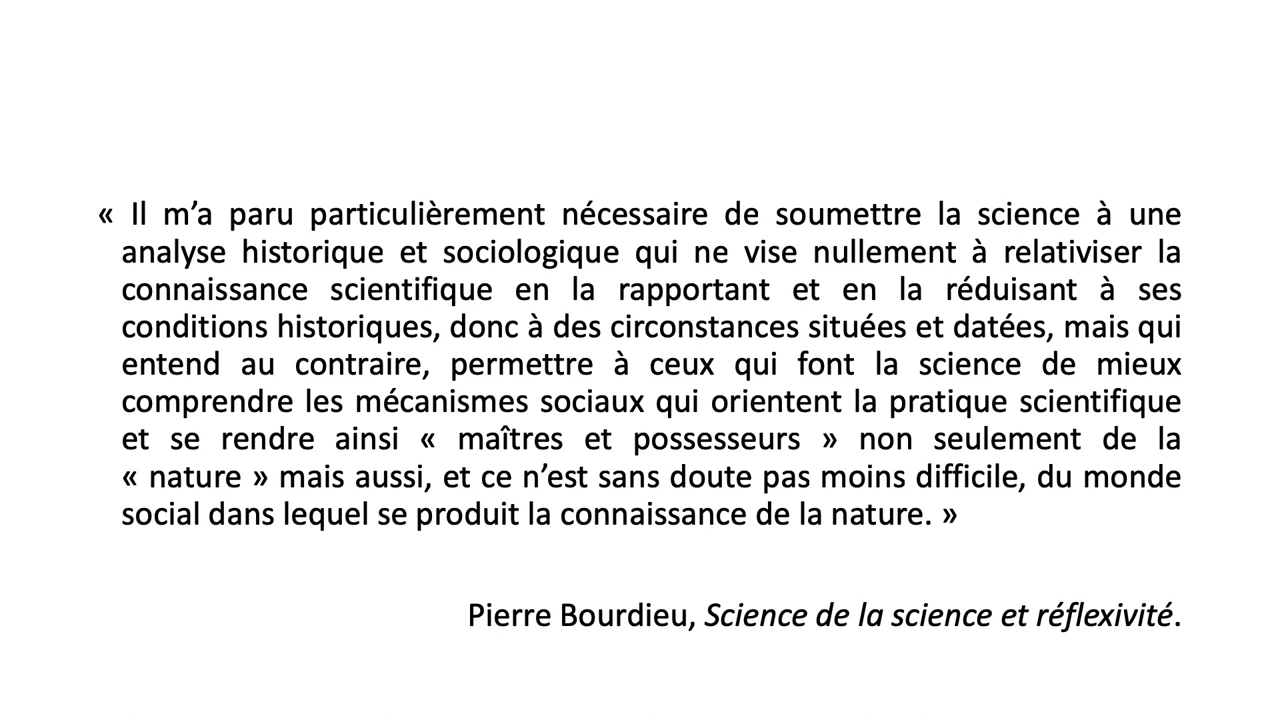 « Il m’a paru particulièrement nécessaire de soumettre la science à une
analyse historique et sociologique qui ne vise nullement à relativiser la
connaissance scientifique en la rapportant et en la réduisant à ses
conditions historiques, donc à des circonstances situées et datées, mais qui
entend au contraire, permettre à ceux qui font la science de mieux
comprendre les mécanismes sociaux qui orientent la pratique scientifique
et se rendre ainsi « maîtres et possesseurs » non seulement de la
« nature » mais aussi, et ce n’est sans doute pas moins difficile, du monde
social dans lequel se produit la connaissance de la nature. »
Pierre Bourdieu, Science de la science et réflexivité.